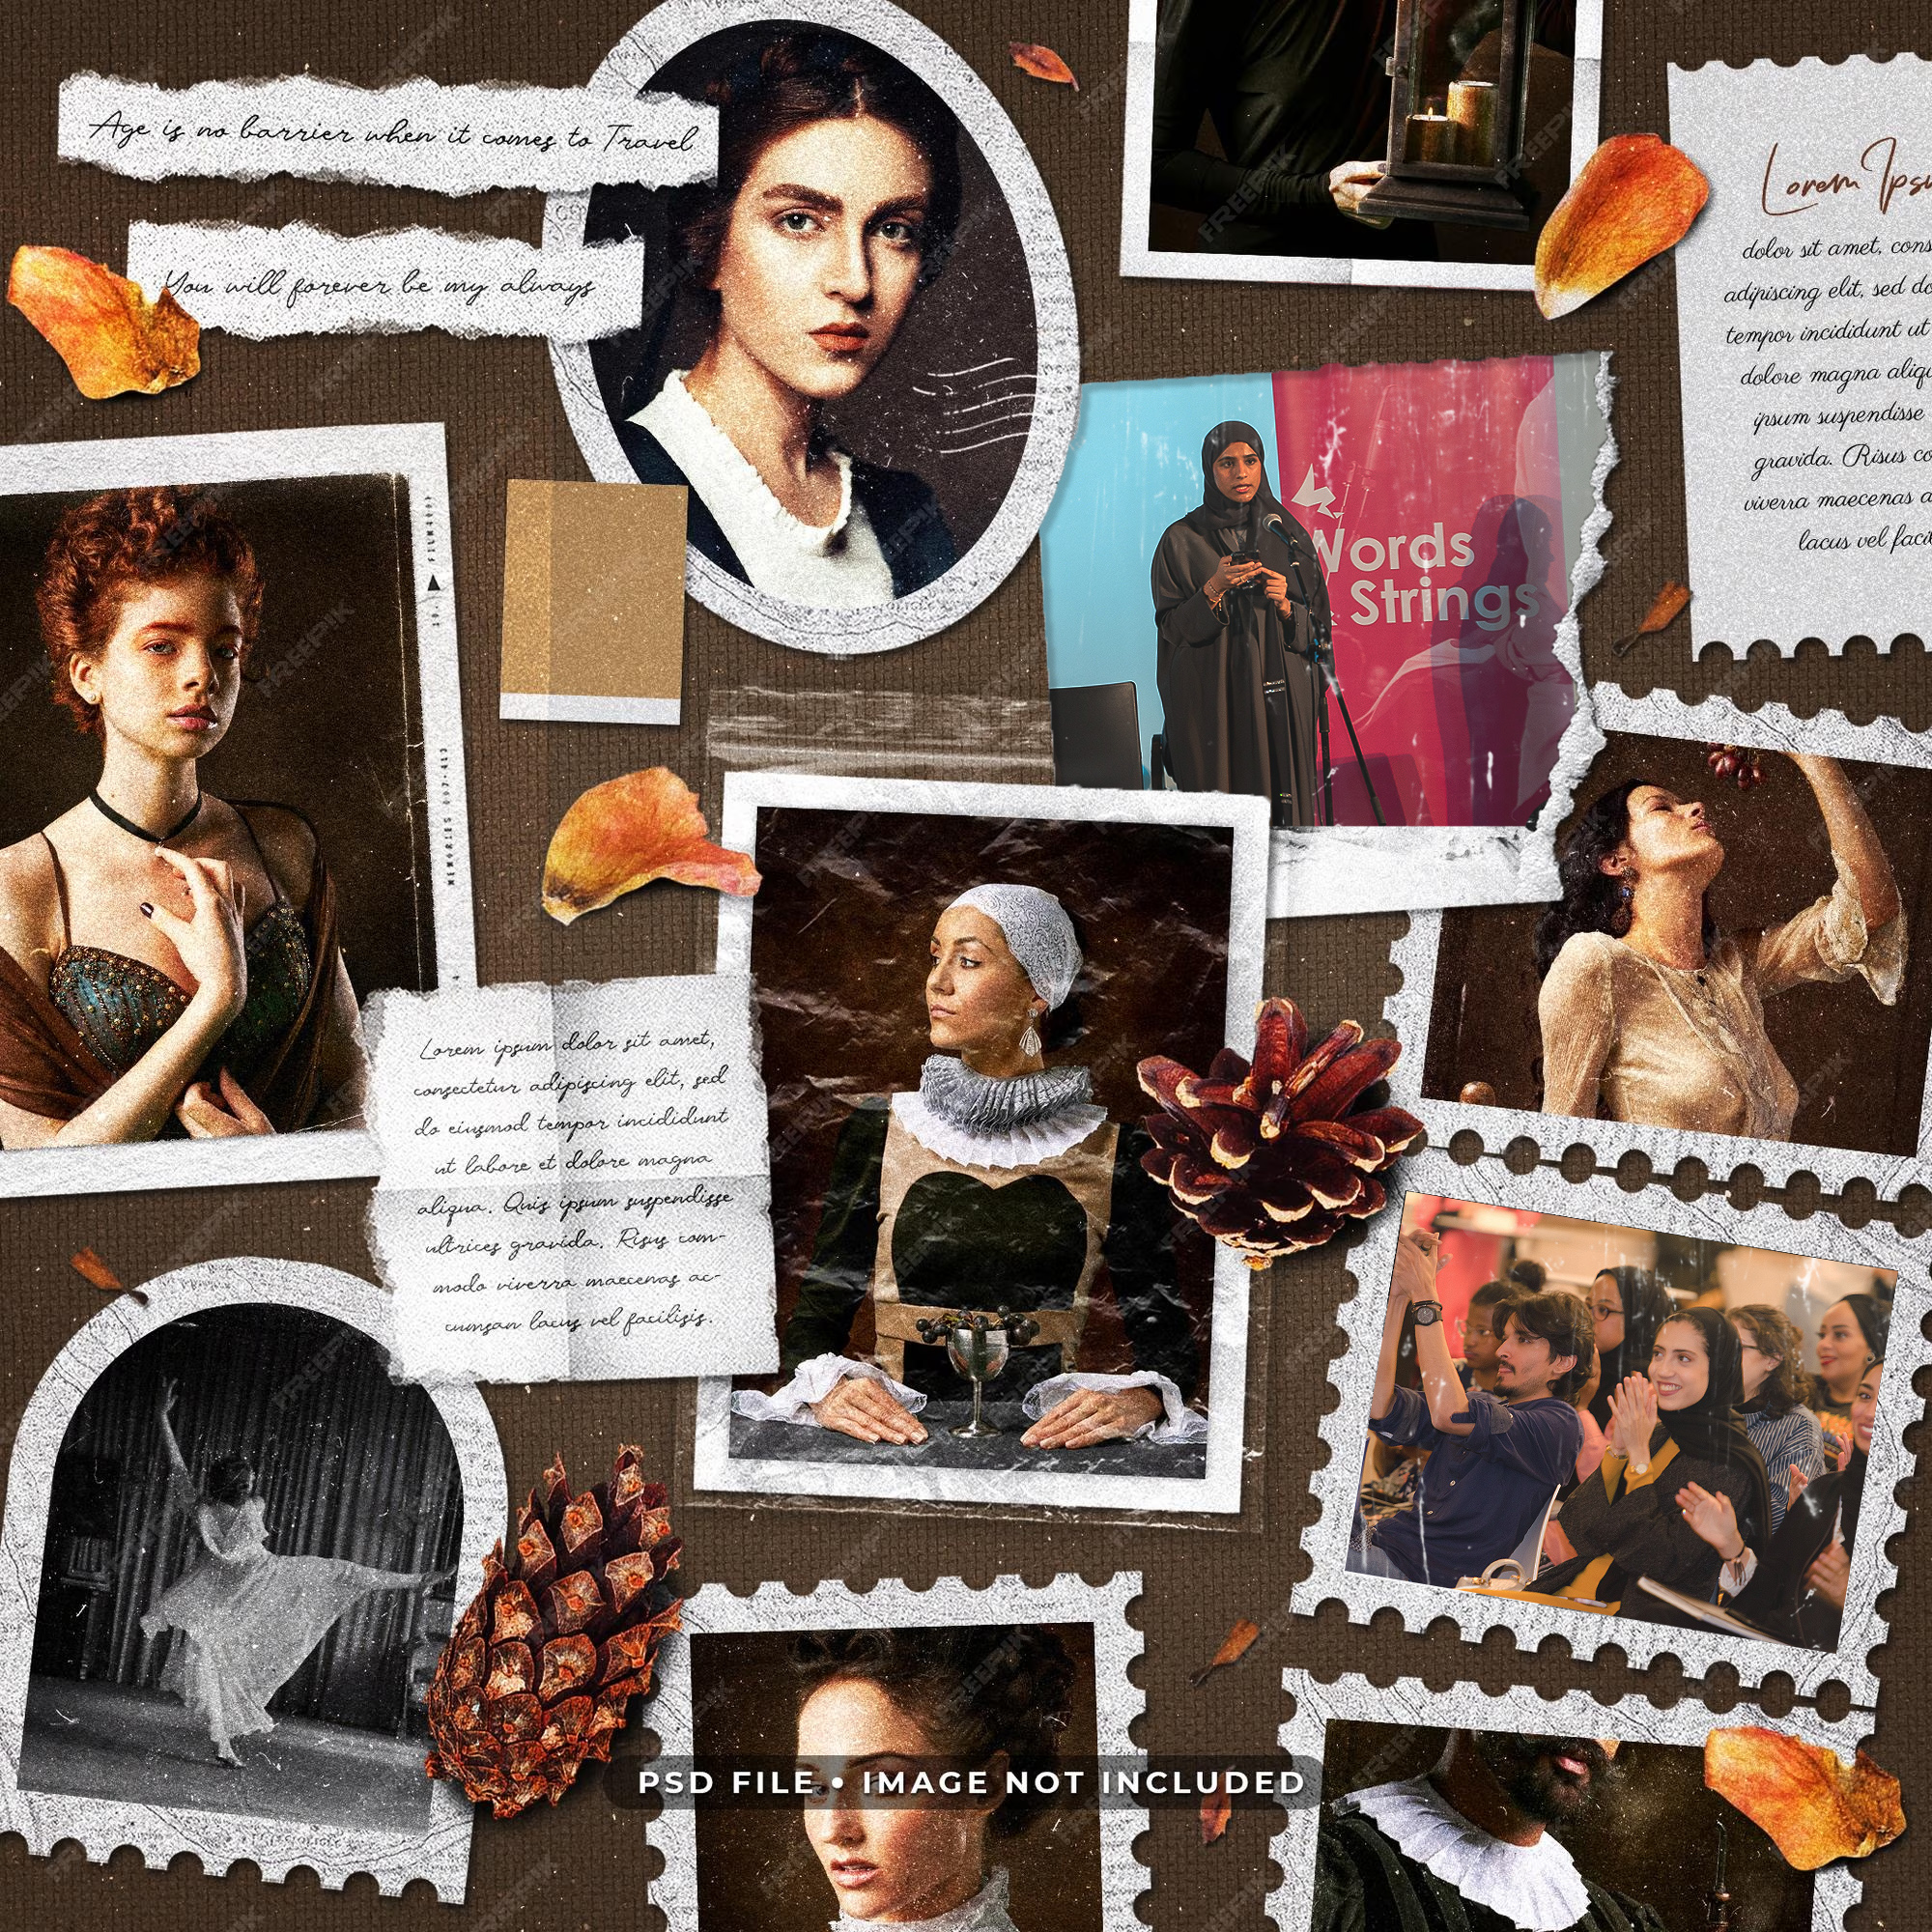 Age is no barrier when it comes to Travel
You will forever be my always
Lorem Ipsu
dolor sit amet, cons
adipiscing elit, sed do
tempor incididunt ut
dolore magna aliqu
ipsum suspendisse
gravida. Risus co
viverra maecenas a
lacus vel facil
Words
& Strings
FILM400
MEMORIES
Lorem ipsum dolor sit amet,
consectetur adipiscing elit, sed
do eiusmod tempor incididunt
ut labore et dolore magna
aliqua. Quis ipsum suspendisse
ultrices gravida. Risus com-
modo viverra maecenas ac-
cumsan lacus vel facilisis.
PSD FILE • IMAGE NOT INCLUDED
FREEPIK